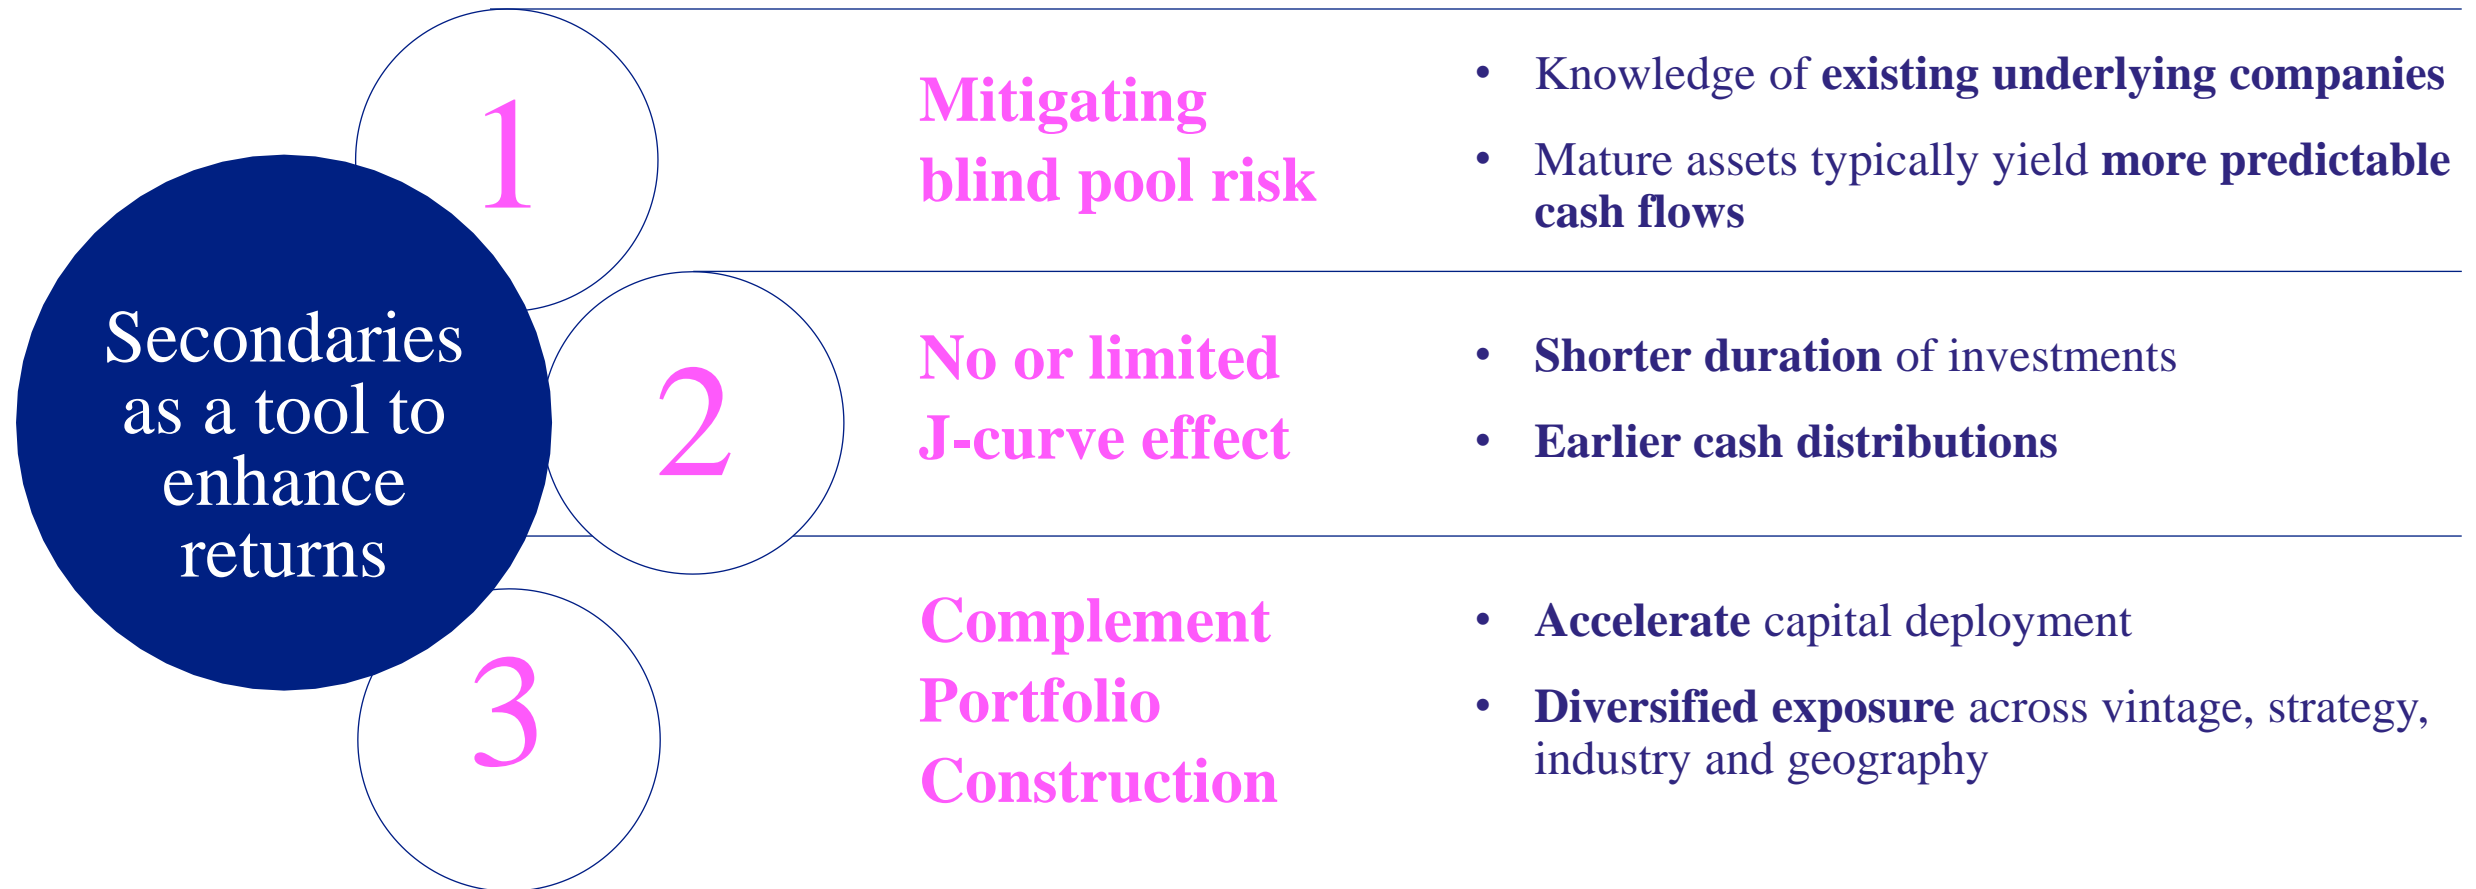 Secondaries
as a tool to
enhance
returns
1
Mitigating
blind pool risk
• Knowledge of existing underlying companies
• Mature assets typically yield more predictable
cash flows
2
No or limited
J-curve effect
• Shorter duration of investments
• Earlier cash distributions
3
Complement
Portfolio
Construction
• Accelerate capital deployment
• Diversified exposure across vintage, strategy,
industry and geography